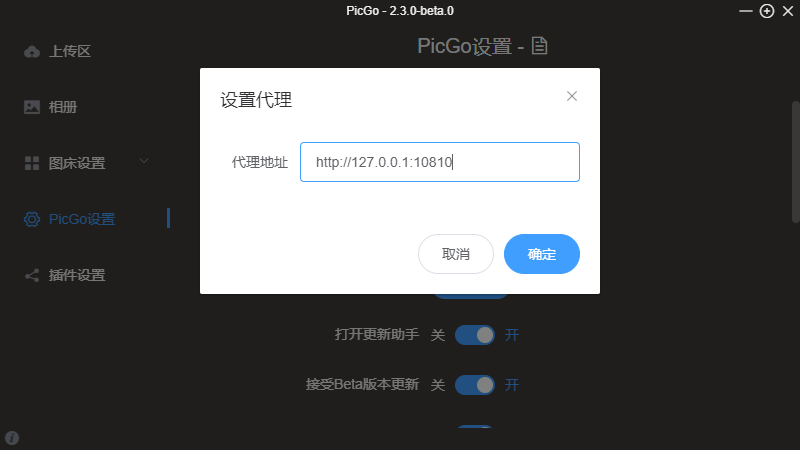 PicGo - 2.3.0-beta.0
上传区
相册
图床设置
PicGo设置
插件设置
PicGo设置 -
设置代理
代理地址 http://127.0.0.1:10810
取消 确定
打开更新助手 关 开
接受Beta版本更新 关 开